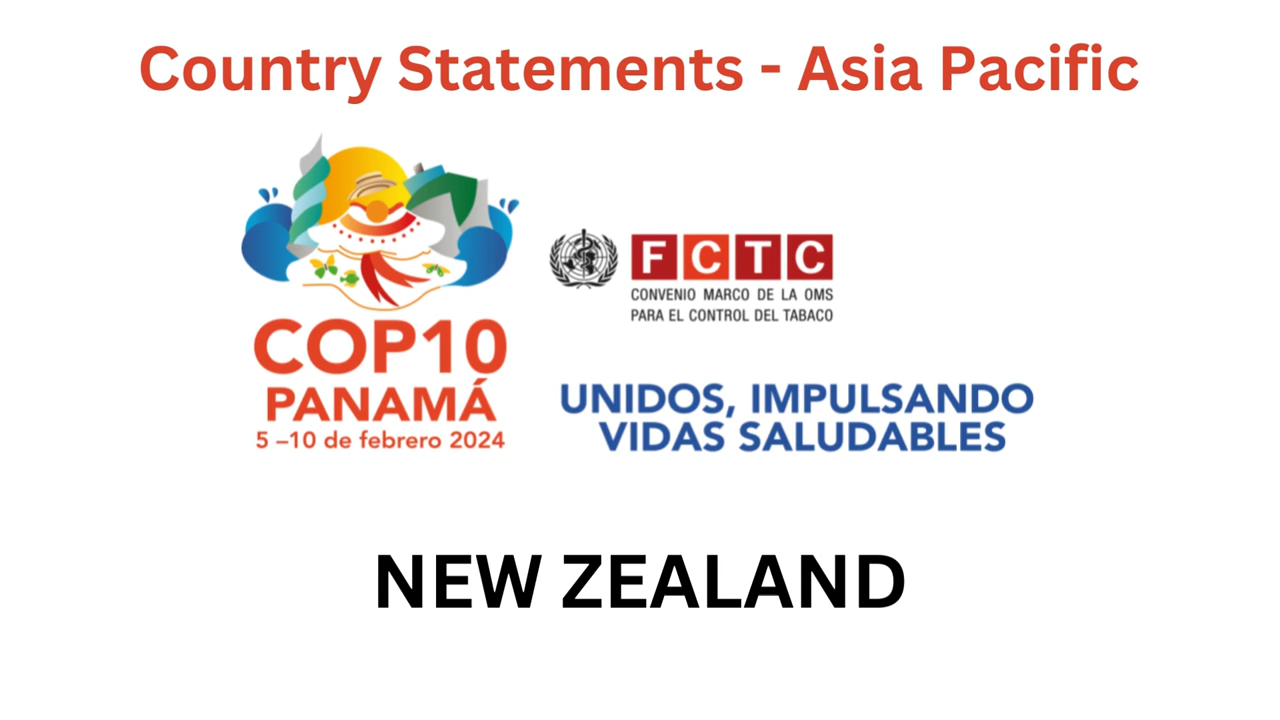 Country Statements - Asia Pacific
COP10
PANAMÁ
5 –10 de febrero 2024
FCTC
CONVENIO MARCO DE LA OMS
PARA EL CONTROL DEL TABACO
UNIDOS, IMPULSANDO
VIDAS SALUDABLES
NEW ZEALAND